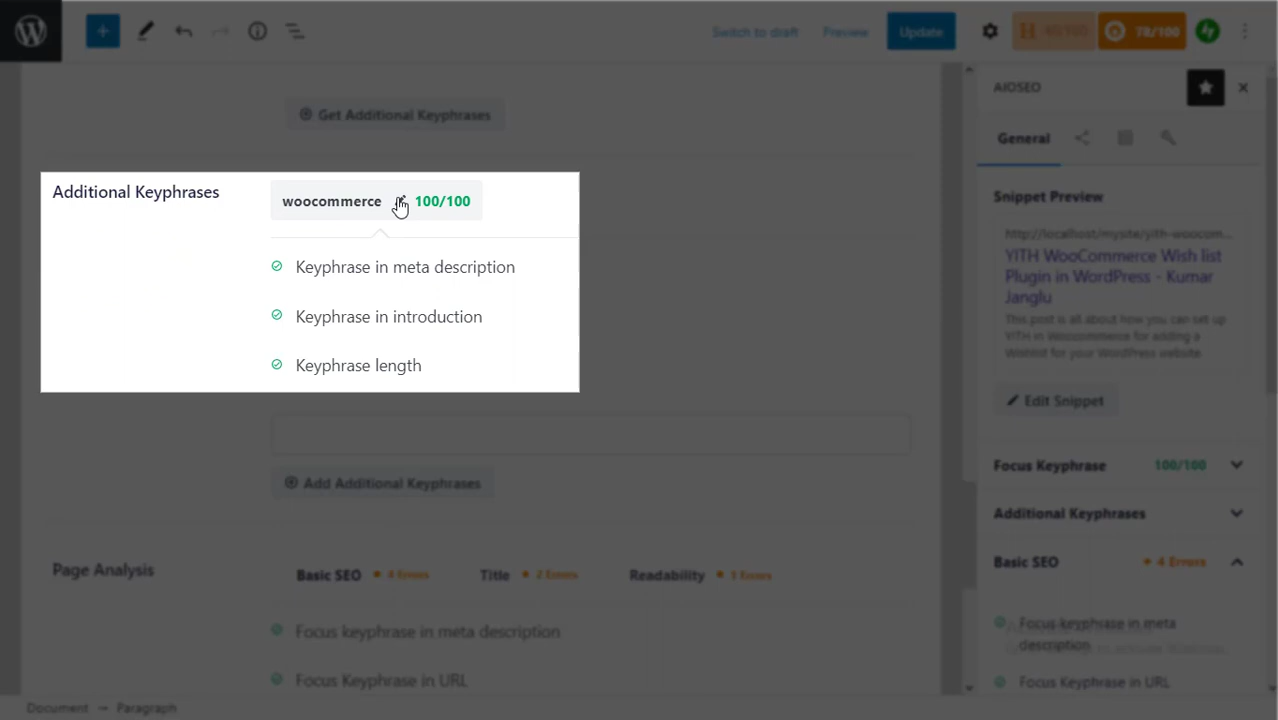 Switch to draft
Preview
Update
78/100
Get Additional Keyphrases
Additional Keyphrases
woocommerce
100/100
Keyphrase in meta description
Keyphrase in introduction
Keyphrase length
Add Additional Keyphrases
Page Analysis
Basic SEO
4 Errors
Title
2 Errors
Readability
Focus keyphrase in meta description
Focus Keyphrase in URL
Document → Paragraph
AIOSEO
General
Snippet Preview
http://localhost/mysite/yith-woocom...
YITH WooCommerce Wish list
Plugin in WordPress - Kumar
Janglu
This post is all about how you can set up
YITH in Woocommerce for adding a
Wishlist for your WordPress website.
Edit Snippet
Focus Keyphrase
100/100
Additional Keyphrases
Basic SEO
4 Errors
Focus keyphrase in meta
description
Focus Keyphrase in URL